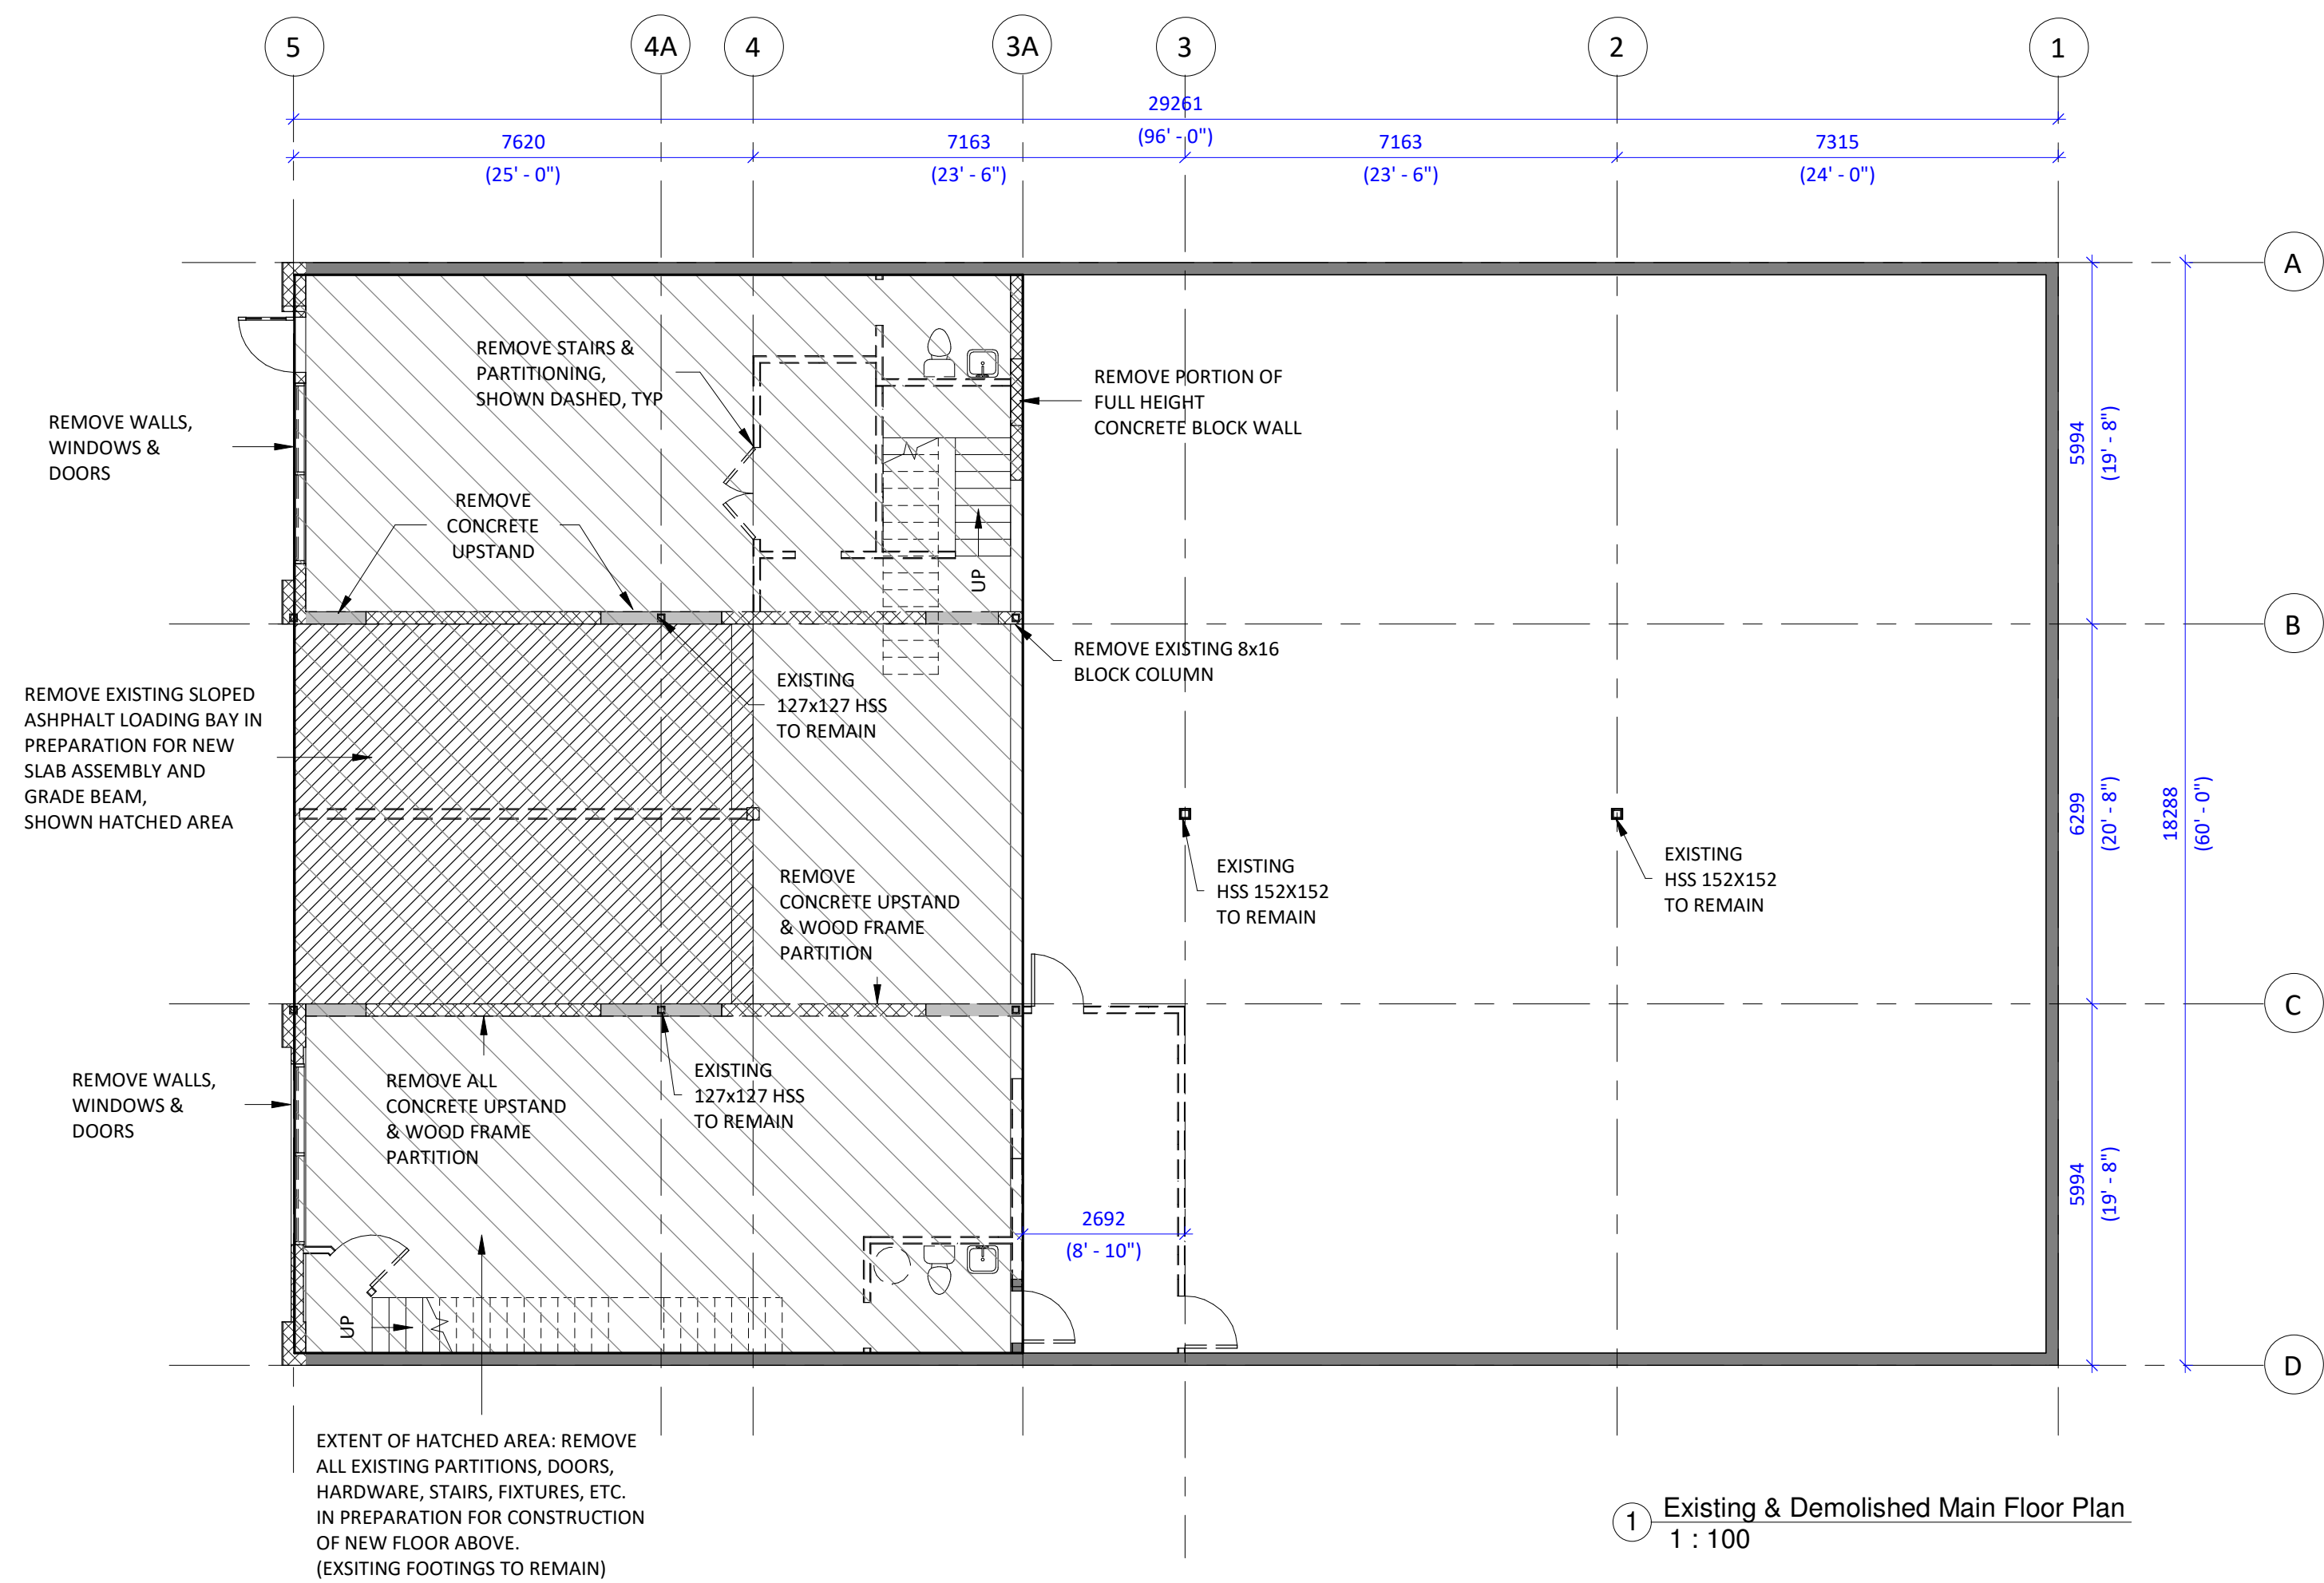 5
4A
4
3A
3
2
1
29261
(96' - 0")
7620
(25' - 0")
7163
(23' - 6")
7163
(23' - 6")
7315
(24' - 0")
A
B
C
D
5994
(19' - 8")
6299
(20' - 8")
18288
(60' - 0")
5994
(19' - 8")
REMOVE STAIRS &
PARTITIONING,
SHOWN DASHED, TYP
REMOVE PORTION OF
FULL HEIGHT
CONCRETE BLOCK WALL
REMOVE WALLS,
WINDOWS &
DOORS
REMOVE
CONCRETE
UPSTAND
UP
REMOVE EXISTING 8x16
BLOCK COLUMN
REMOVE EXISTING SLOPED
ASHPHALT LOADING BAY IN
PREPARATION FOR NEW
SLAB ASSEMBLY AND
GRADE BEAM,
SHOWN HATCHED AREA
EXISTING
127x127 HSS
TO REMAIN
REMOVE
CONCRETE UPSTAND
& WOOD FRAME
PARTITION
EXISTING
HSS 152X152
TO REMAIN
EXISTING
HSS 152X152
TO REMAIN
REMOVE WALLS,
WINDOWS &
DOORS
REMOVE ALL
CONCRETE UPSTAND
& WOOD FRAME
PARTITION
EXISTING
127x127 HSS
TO REMAIN
2692
(8' - 10")
UP
EXTENT OF HATCHED AREA: REMOVE
ALL EXISTING PARTITIONS, DOORS,
HARDWARE, STAIRS, FIXTURES, ETC.
IN PREPARATION FOR CONSTRUCTION
OF NEW FLOOR ABOVE.
(EXSITING FOOTINGS TO REMAIN)
1
Existing & Demolished Main Floor Plan
1 : 100